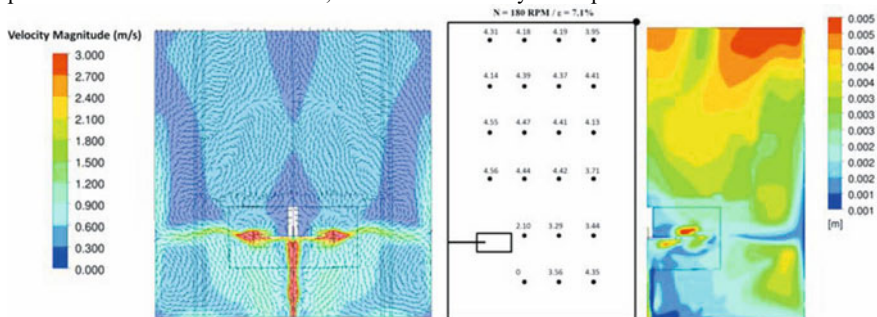 N = 180 RPM / ε = 7.1%
Velocity Magnitude (m/s)
3.000
2.700
2.400
2.100
1.800
1.500
1.200
0.900
0.600
0.300
0.000
4.31 4.18 4.19 3.95
4.14 4.39 4.37 4.41
4.55 4.47 4.41 4.13
4.56 4.44 4.42 3.71
2.10 3.29 3.44
0 3.56 4.35
0.005
0.005
0.004
0.004
0.003
0.003
0.002
0.002
0.001
0.001
[m]